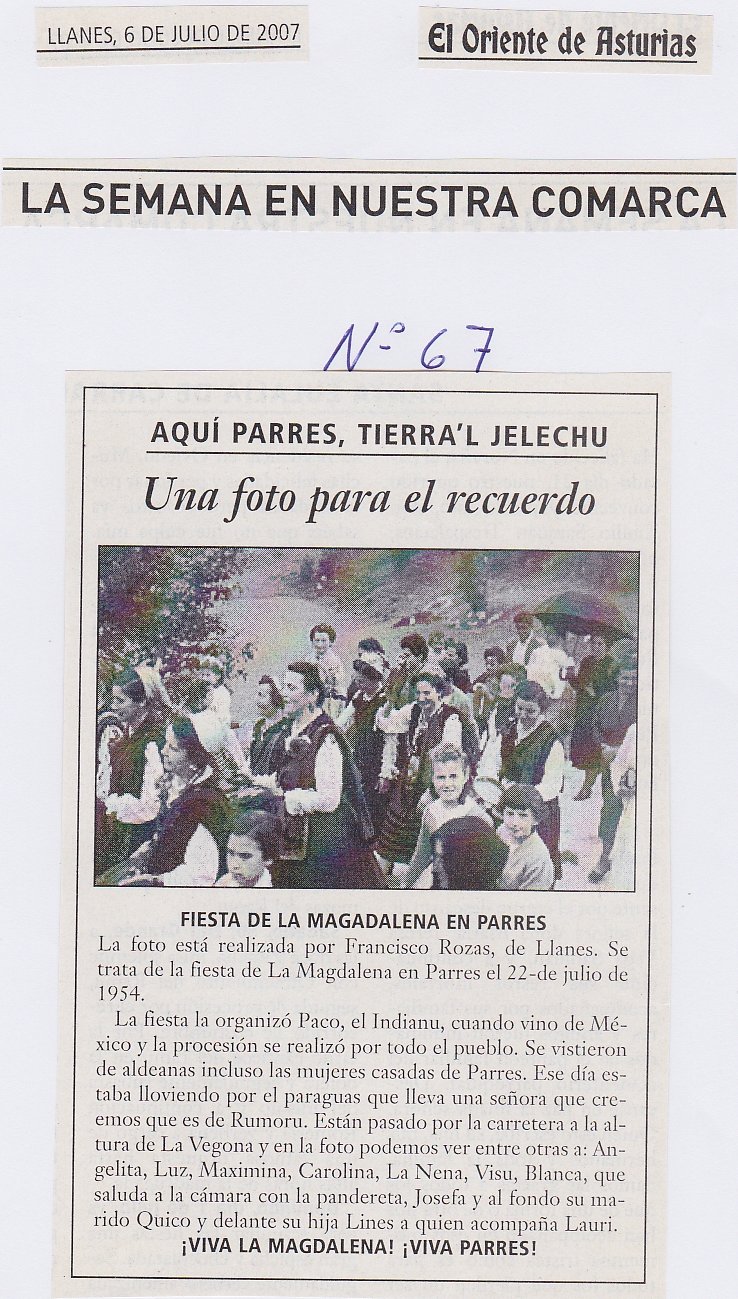 LLANES, 6 DE JULIO DE 2007
El Oriente de Asturias
LA SEMANA EN NUESTRA COMARCA
Nº 67
AQUÍ PARRES, TIERRA'L JELECHU
Una foto para el recuerdo
FIESTA DE LA MAGADALENA EN PARRES
La foto está realizada por Francisco Rozas, de Llanes. Se
trata de la fiesta de La Magdalena en Parres el 22-de julio de
1954.
La fiesta la organizó Paco, el Indianu, cuando vino de Mé-
xico y la procesión se realizó por todo el pueblo. Se vistieron
de aldeanas incluso las mujeres casadas de Parres. Ese día es-
taba lloviendo por el paraguas que lleva una señora que cre-
emos que es de Rumoru. Están pasado por la carretera a la al-
tura de La Vegona y en la foto podemos ver entre otras a: An-
gelita, Luz, Maximina, Carolina, La Nena, Visu, Blanca, que
saluda a la cámara con la pandereta, Josefa y al fondo su ma-
rido Quico y delante su hija Lines a quien acompaña Lauri.
¡VIVA LA MAGDALENA! ¡VIVA PARRES!